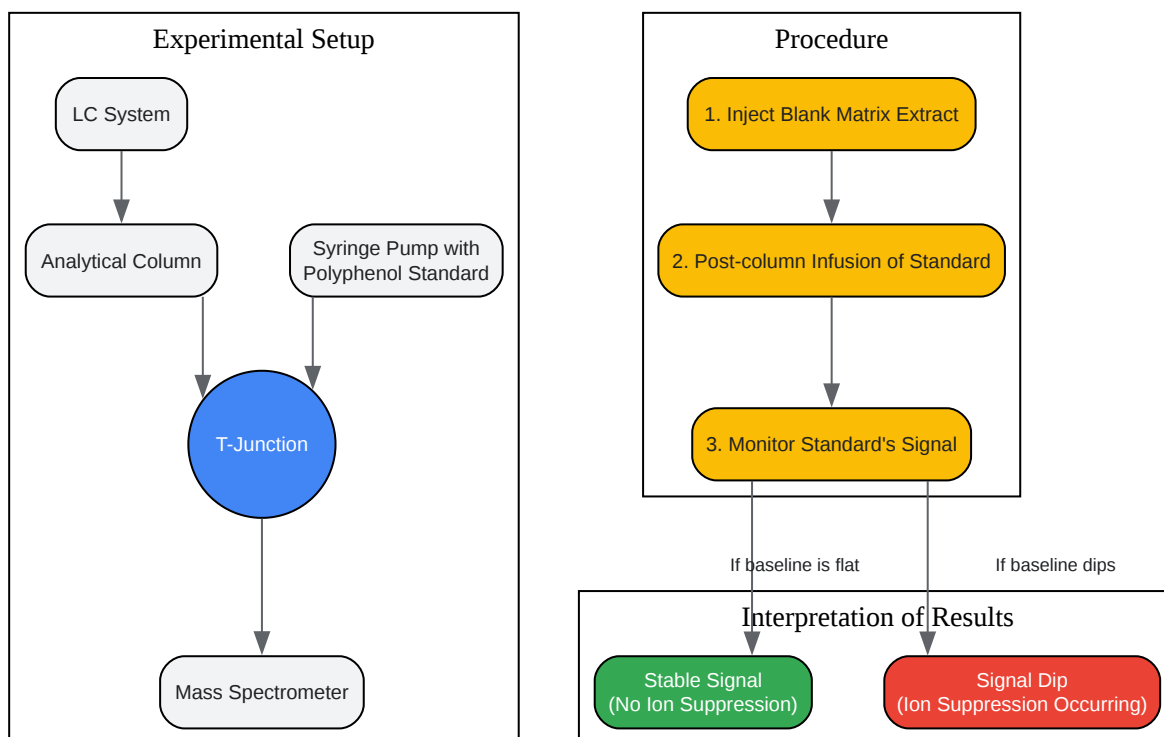 Experimental Setup
LC System
Analytical Column
Syringe Pump with
Polyphenol Standard
T-Junction
Mass Spectrometer
Procedure
1. Inject Blank Matrix Extract
2. Post-column Infusion of Standard
3. Monitor Standard's Signal
If baseline is flat
If baseline dips
Interpretation of Results
Stable Signal
(No Ion Suppression)
Signal Dip
(Ion Suppression Occurring)